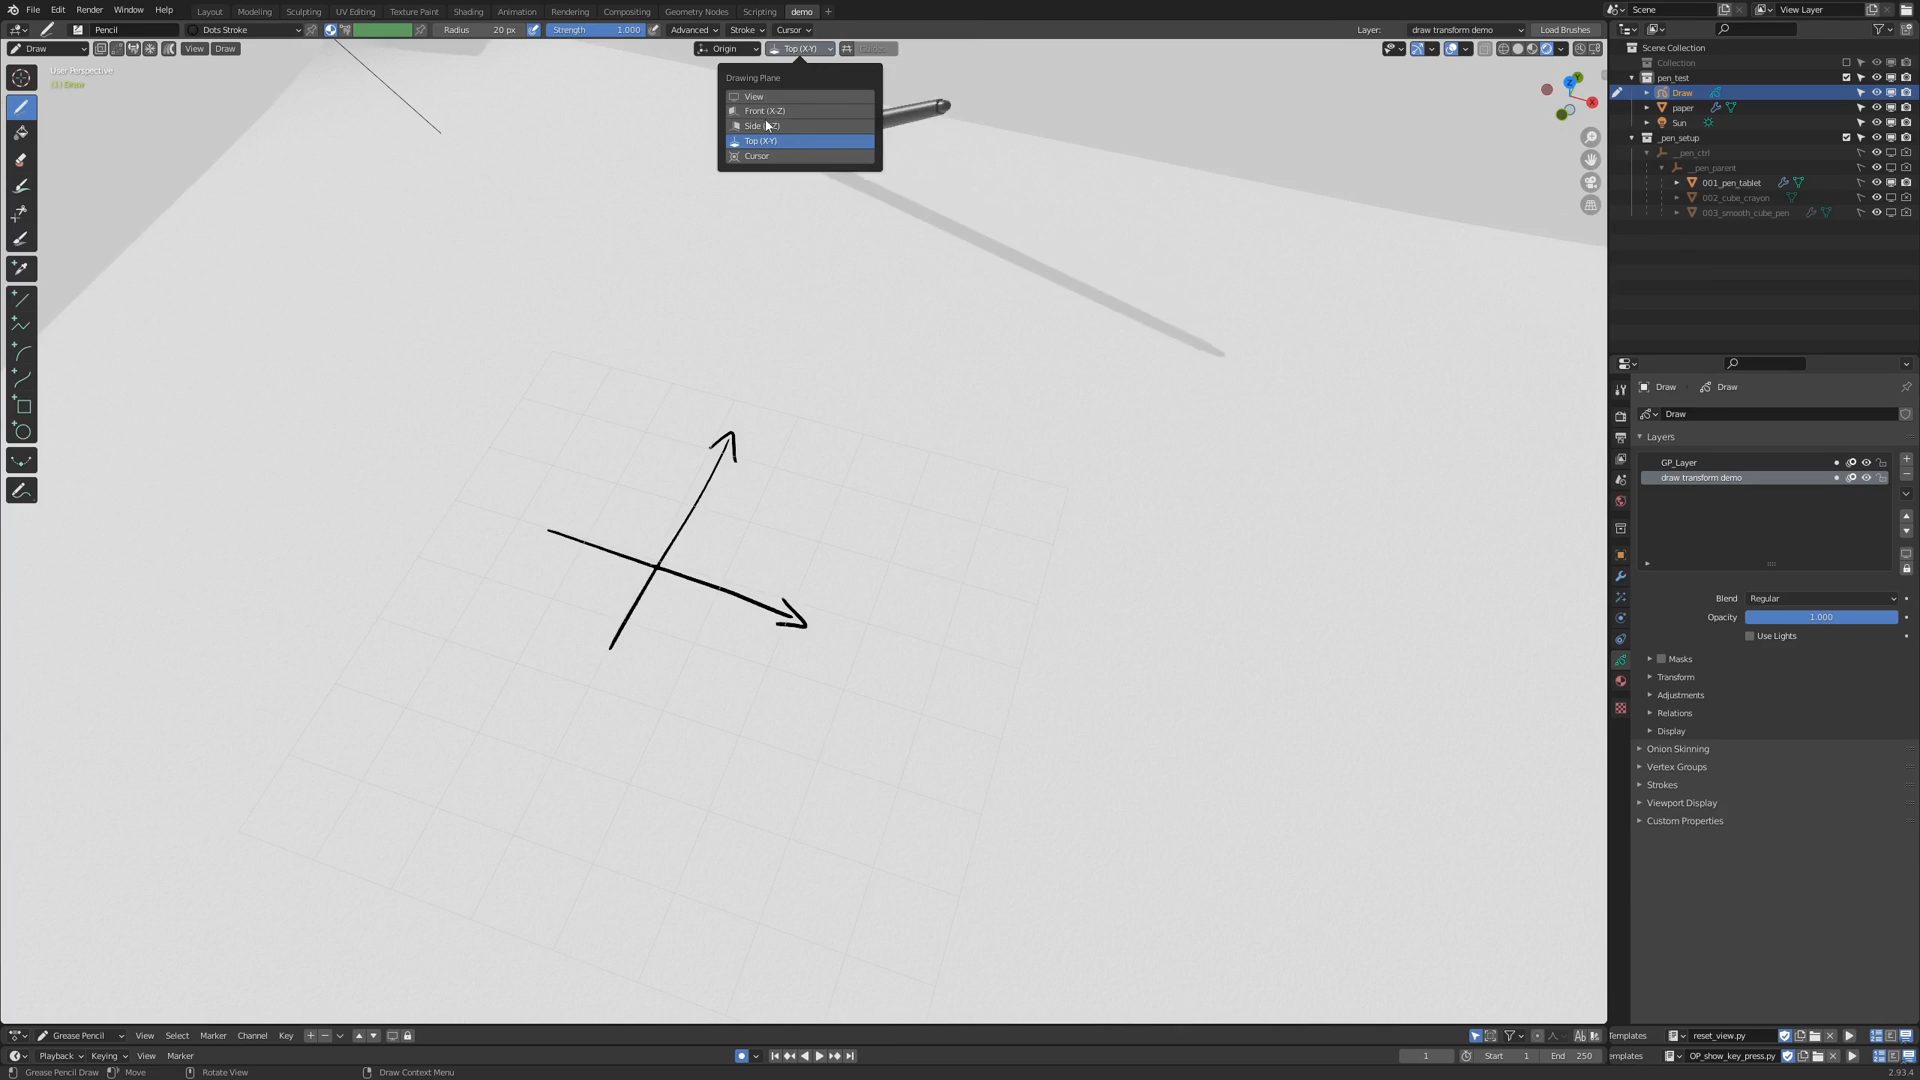 File Edit Render Window Help Layout Modeling Sculpting UV Editing Texture Paint Shading Animation Rendering Compositing Geometry Nodes Scripting demo + Scene View Layer
Pencil Dots Stroke Radius 20 px Strength 1.000 Advanced Stroke Cursor Layer: draw transform demo Load Brushes
Draw View Draw Origin Top (X-Y) Guides
User Perspective
(1) Draw
Drawing Plane
View
Front (X-Z)
Side
Top (X-Y)
Cursor
X
Y
Z
Scene Collection
Collection
pen_test
Draw
paper
Sun
_pen_setup
__pen_ctrl
__pen_parent
001_pen_tablet
002_cube_crayon
003_smooth_cube_pen
Draw Draw
Draw
Layers
GP_Layer
draw transform demo
Blend Regular
Opacity 1.000
Use Lights
Masks
Transform
Adjustments
Relations
Display
Onion Skinning
Vertex Groups
Strokes
Viewport Display
Custom Properties
Grease Pencil View Select Marker Channel Key Templates reset_view.py
Playback Keying View Marker 1 Start 1 End 250 emplates OP_show_key_press.py
Grease Pencil Draw Move Rotate View Draw Context Menu 2.93.4